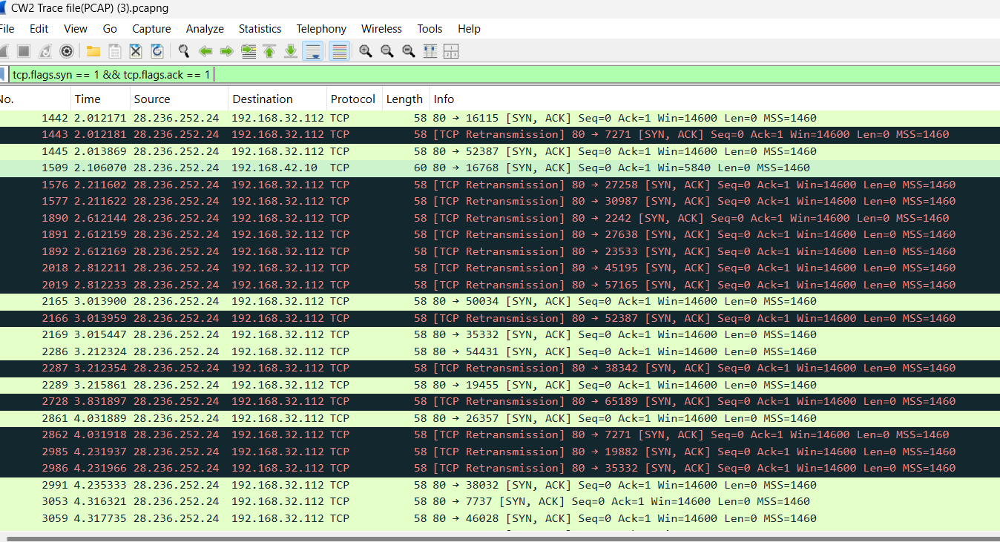 CW2 Trace file(PCAP) (3).pcapng
File Edit View Go Capture Analyze Statistics Telephony Wireless Tools Help
tcp.flags.syn == 1 && tcp.flags.ack == 1
No. Time Source Destination Protocol Length Info
1442 2.012171 28.236.252.24 192.168.32.112 TCP 58 80 → 16115 [SYN, ACK] Seq=0 Ack=1 Win=14600 Len=0 MSS=1460
1443 2.012181 28.236.252.24 192.168.32.112 TCP 58 [TCP Retransmission] 80 → 7271 [SYN, ACK] Seq=0 Ack=1 Win=14600 Len=0 MSS=1460
1445 2.013869 28.236.252.24 192.168.32.112 TCP 58 80 → 52387 [SYN, ACK] Seq=0 Ack=1 Win=14600 Len=0 MSS=1460
1509 2.106070 28.236.252.24 192.168.42.10 TCP 60 80 → 16768 [SYN, ACK] Seq=0 Ack=1 Win=5840 Len=0 MSS=1460
1576 2.211602 28.236.252.24 192.168.32.112 TCP 58 [TCP Retransmission] 80 → 27258 [SYN, ACK] Seq=0 Ack=1 Win=14600 Len=0 MSS=1460
1577 2.211622 28.236.252.24 192.168.32.112 TCP 58 [TCP Retransmission] 80 → 30987 [SYN, ACK] Seq=0 Ack=1 Win=14600 Len=0 MSS=1460
1890 2.612144 28.236.252.24 192.168.32.112 TCP 58 [TCP Retransmission] 80 → 2242 [SYN, ACK] Seq=0 Ack=1 Win=14600 Len=0 MSS=1460
1891 2.612159 28.236.252.24 192.168.32.112 TCP 58 [TCP Retransmission] 80 → 27638 [SYN, ACK] Seq=0 Ack=1 Win=14600 Len=0 MSS=1460
1892 2.612169 28.236.252.24 192.168.32.112 TCP 58 [TCP Retransmission] 80 → 23533 [SYN, ACK] Seq=0 Ack=1 Win=14600 Len=0 MSS=1460
2018 2.812211 28.236.252.24 192.168.32.112 TCP 58 [TCP Retransmission] 80 → 45195 [SYN, ACK] Seq=0 Ack=1 Win=14600 Len=0 MSS=1460
2019 2.812233 28.236.252.24 192.168.32.112 TCP 58 [TCP Retransmission] 80 → 57165 [SYN, ACK] Seq=0 Ack=1 Win=14600 Len=0 MSS=1460
2165 3.013900 28.236.252.24 192.168.32.112 TCP 58 80 → 50034 [SYN, ACK] Seq=0 Ack=1 Win=14600 Len=0 MSS=1460
2166 3.013959 28.236.252.24 192.168.32.112 TCP 58 [TCP Retransmission] 80 → 52387 [SYN, ACK] Seq=0 Ack=1 Win=14600 Len=0 MSS=1460
2169 3.015447 28.236.252.24 192.168.32.112 TCP 58 80 → 35332 [SYN, ACK] Seq=0 Ack=1 Win=14600 Len=0 MSS=1460
2286 3.212324 28.236.252.24 192.168.32.112 TCP 58 80 → 54431 [SYN, ACK] Seq=0 Ack=1 Win=14600 Len=0 MSS=1460
2287 3.212354 28.236.252.24 192.168.32.112 TCP 58 [TCP Retransmission] 80 → 38342 [SYN, ACK] Seq=0 Ack=1 Win=14600 Len=0 MSS=1460
2289 3.215861 28.236.252.24 192.168.32.112 TCP 58 80 → 19455 [SYN, ACK] Seq=0 Ack=1 Win=14600 Len=0 MSS=1460
2728 3.831897 28.236.252.24 192.168.32.112 TCP 58 [TCP Retransmission] 80 → 65189 [SYN, ACK] Seq=0 Ack=1 Win=14600 Len=0 MSS=1460
2861 4.031889 28.236.252.24 192.168.32.112 TCP 58 80 → 26357 [SYN, ACK] Seq=0 Ack=1 Win=14600 Len=0 MSS=1460
2862 4.031918 28.236.252.24 192.168.32.112 TCP 58 [TCP Retransmission] 80 → 7271 [SYN, ACK] Seq=0 Ack=1 Win=14600 Len=0 MSS=1460
2985 4.231937 28.236.252.24 192.168.32.112 TCP 58 [TCP Retransmission] 80 → 19882 [SYN, ACK] Seq=0 Ack=1 Win=14600 Len=0 MSS=1460
2986 4.231966 28.236.252.24 192.168.32.112 TCP 58 [TCP Retransmission] 80 → 35332 [SYN, ACK] Seq=0 Ack=1 Win=14600 Len=0 MSS=1460
2991 4.235333 28.236.252.24 192.168.32.112 TCP 58 80 → 38032 [SYN, ACK] Seq=0 Ack=1 Win=14600 Len=0 MSS=1460
3053 4.316321 28.236.252.24 192.168.32.112 TCP 58 80 → 7737 [SYN, ACK] Seq=0 Ack=1 Win=14600 Len=0 MSS=1460
3059 4.317735 28.236.252.24 192.168.32.112 TCP 58 80 → 46028 [SYN, ACK] Seq=0 Ack=1 Win=14600 Len=0 MSS=1460